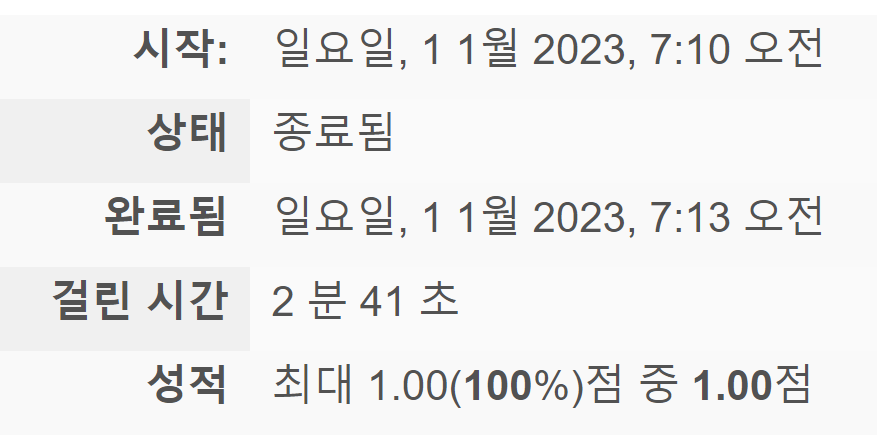 시작: 일요일, 1 1월 2023, 7:10 오전
상태 종료됨
완료됨 일요일, 1 1월 2023, 7:13 오전
걸린 시간 2 분 41 초
성적 최대 1.00(100%)점 중 1.00점